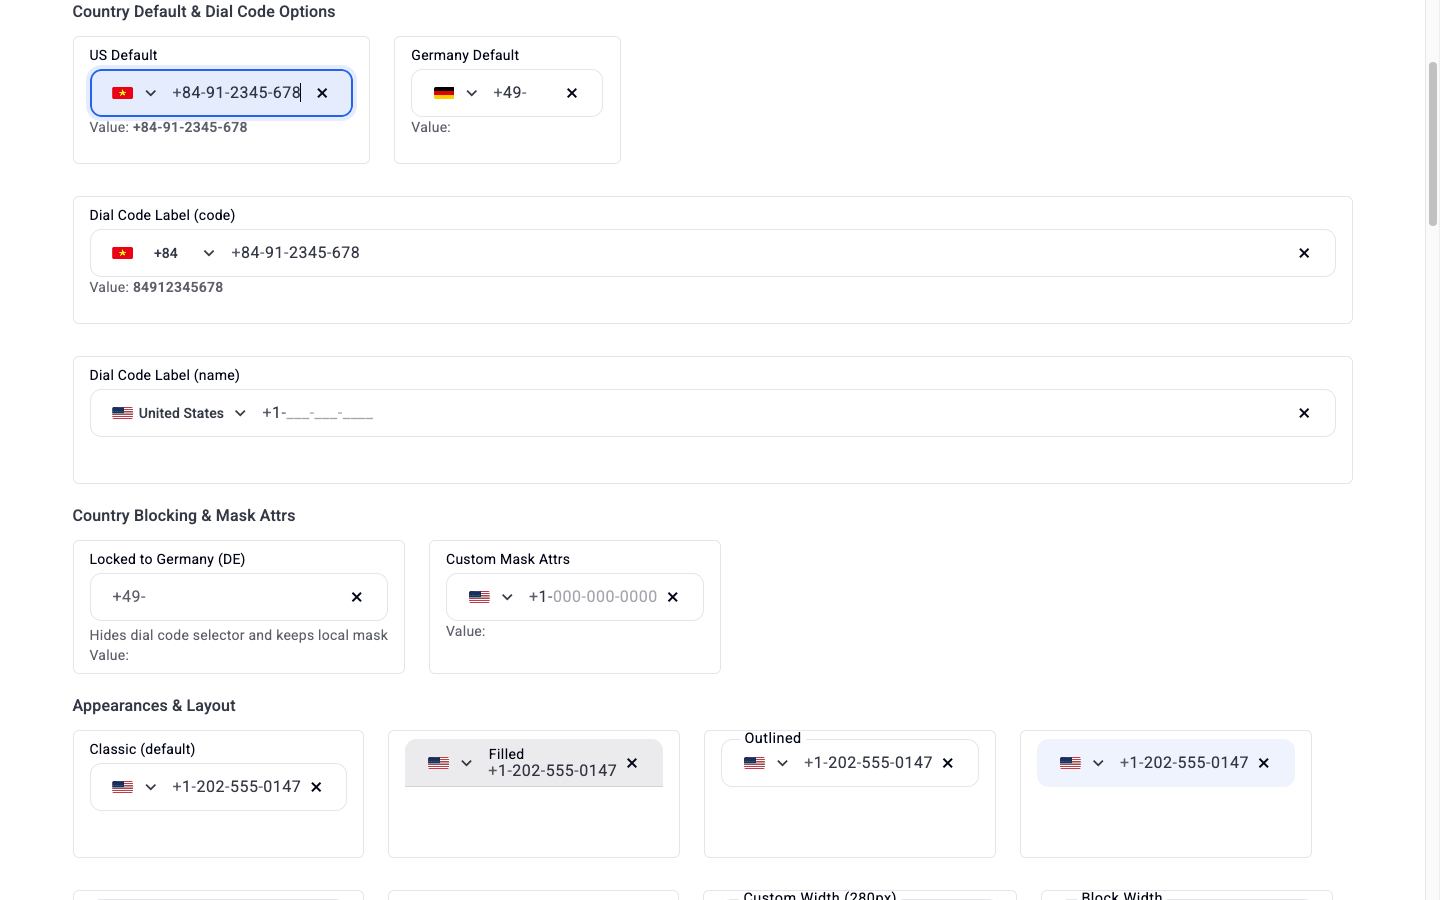 Country Default & Dial Code Options
US Default
+84-91-2345-678
Value: +84-91-2345-678
Germany Default
+49-
Value:
Dial Code Label (code)
+84 +84-91-2345-678
Value: 84912345678
Dial Code Label (name)
United States +1-___-___-____
Country Blocking & Mask Attrs
Locked to Germany (DE)
+49-
Hides dial code selector and keeps local mask
Value:
Custom Mask Attrs
+1-000-000-0000
Value:
Appearances & Layout
Classic (default)
+1-202-555-0147
Filled
+1-202-555-0147
Outlined
+1-202-555-0147
+1-202-555-0147
Custom Width (280px)
Block Width